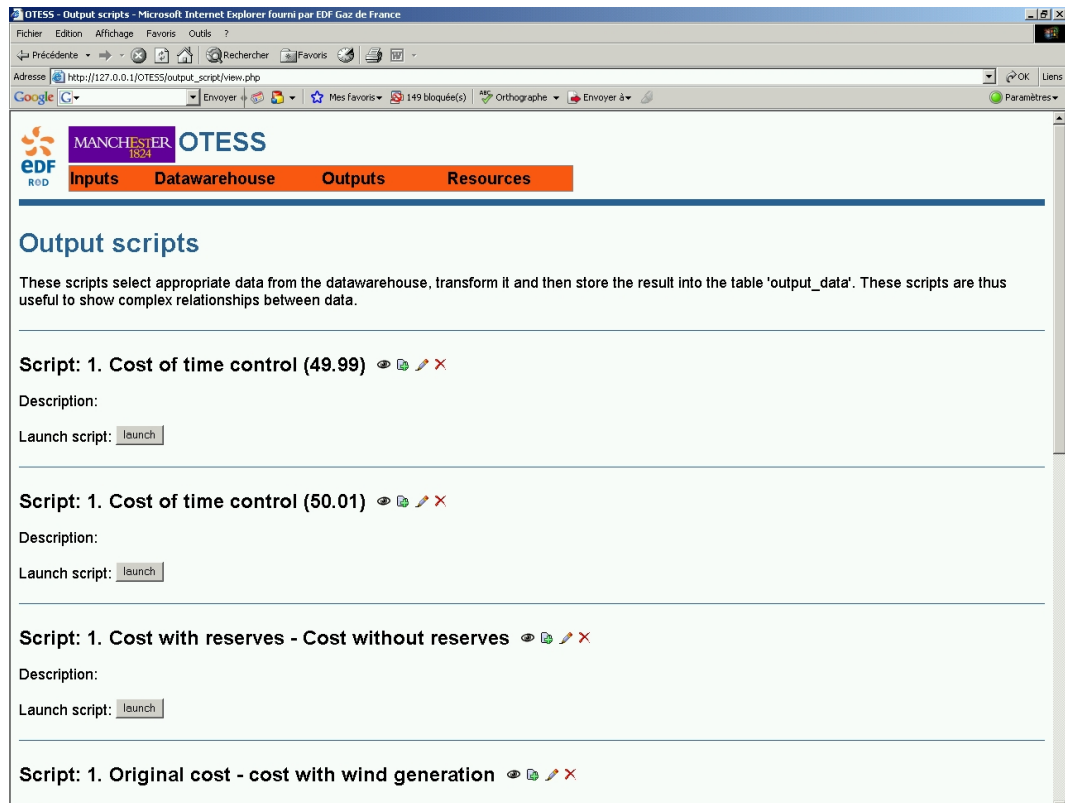 OTESS - Output scripts - Microsoft Internet Explorer fourni par EDF Gaz de France
Fichier Edition Affichage Favoris Outils ?
Précédente Rechercher Favoris
Adresse http://127.0.0.1/OTESS/output_script/view.php OK Liens
Google G Envoyer Mes favoris 149 bloquée(s) ABC Orthographe Envoyer à Paramètres
eDF R&D MANCHESTER 1824 OTESS
Inputs Datawarehouse Outputs Resources
Output scripts
These scripts select appropriate data from the datawarehouse, transform it and then store the result into the table 'output_data'. These scripts are thus
useful to show complex relationships between data.
Script: 1. Cost of time control (49.99)
Description:
Launch script: launch
Script: 1. Cost of time control (50.01)
Description:
Launch script: launch
Script: 1. Cost with reserves - Cost without reserves
Description:
Launch script: launch
Script: 1. Original cost - cost with wind generation